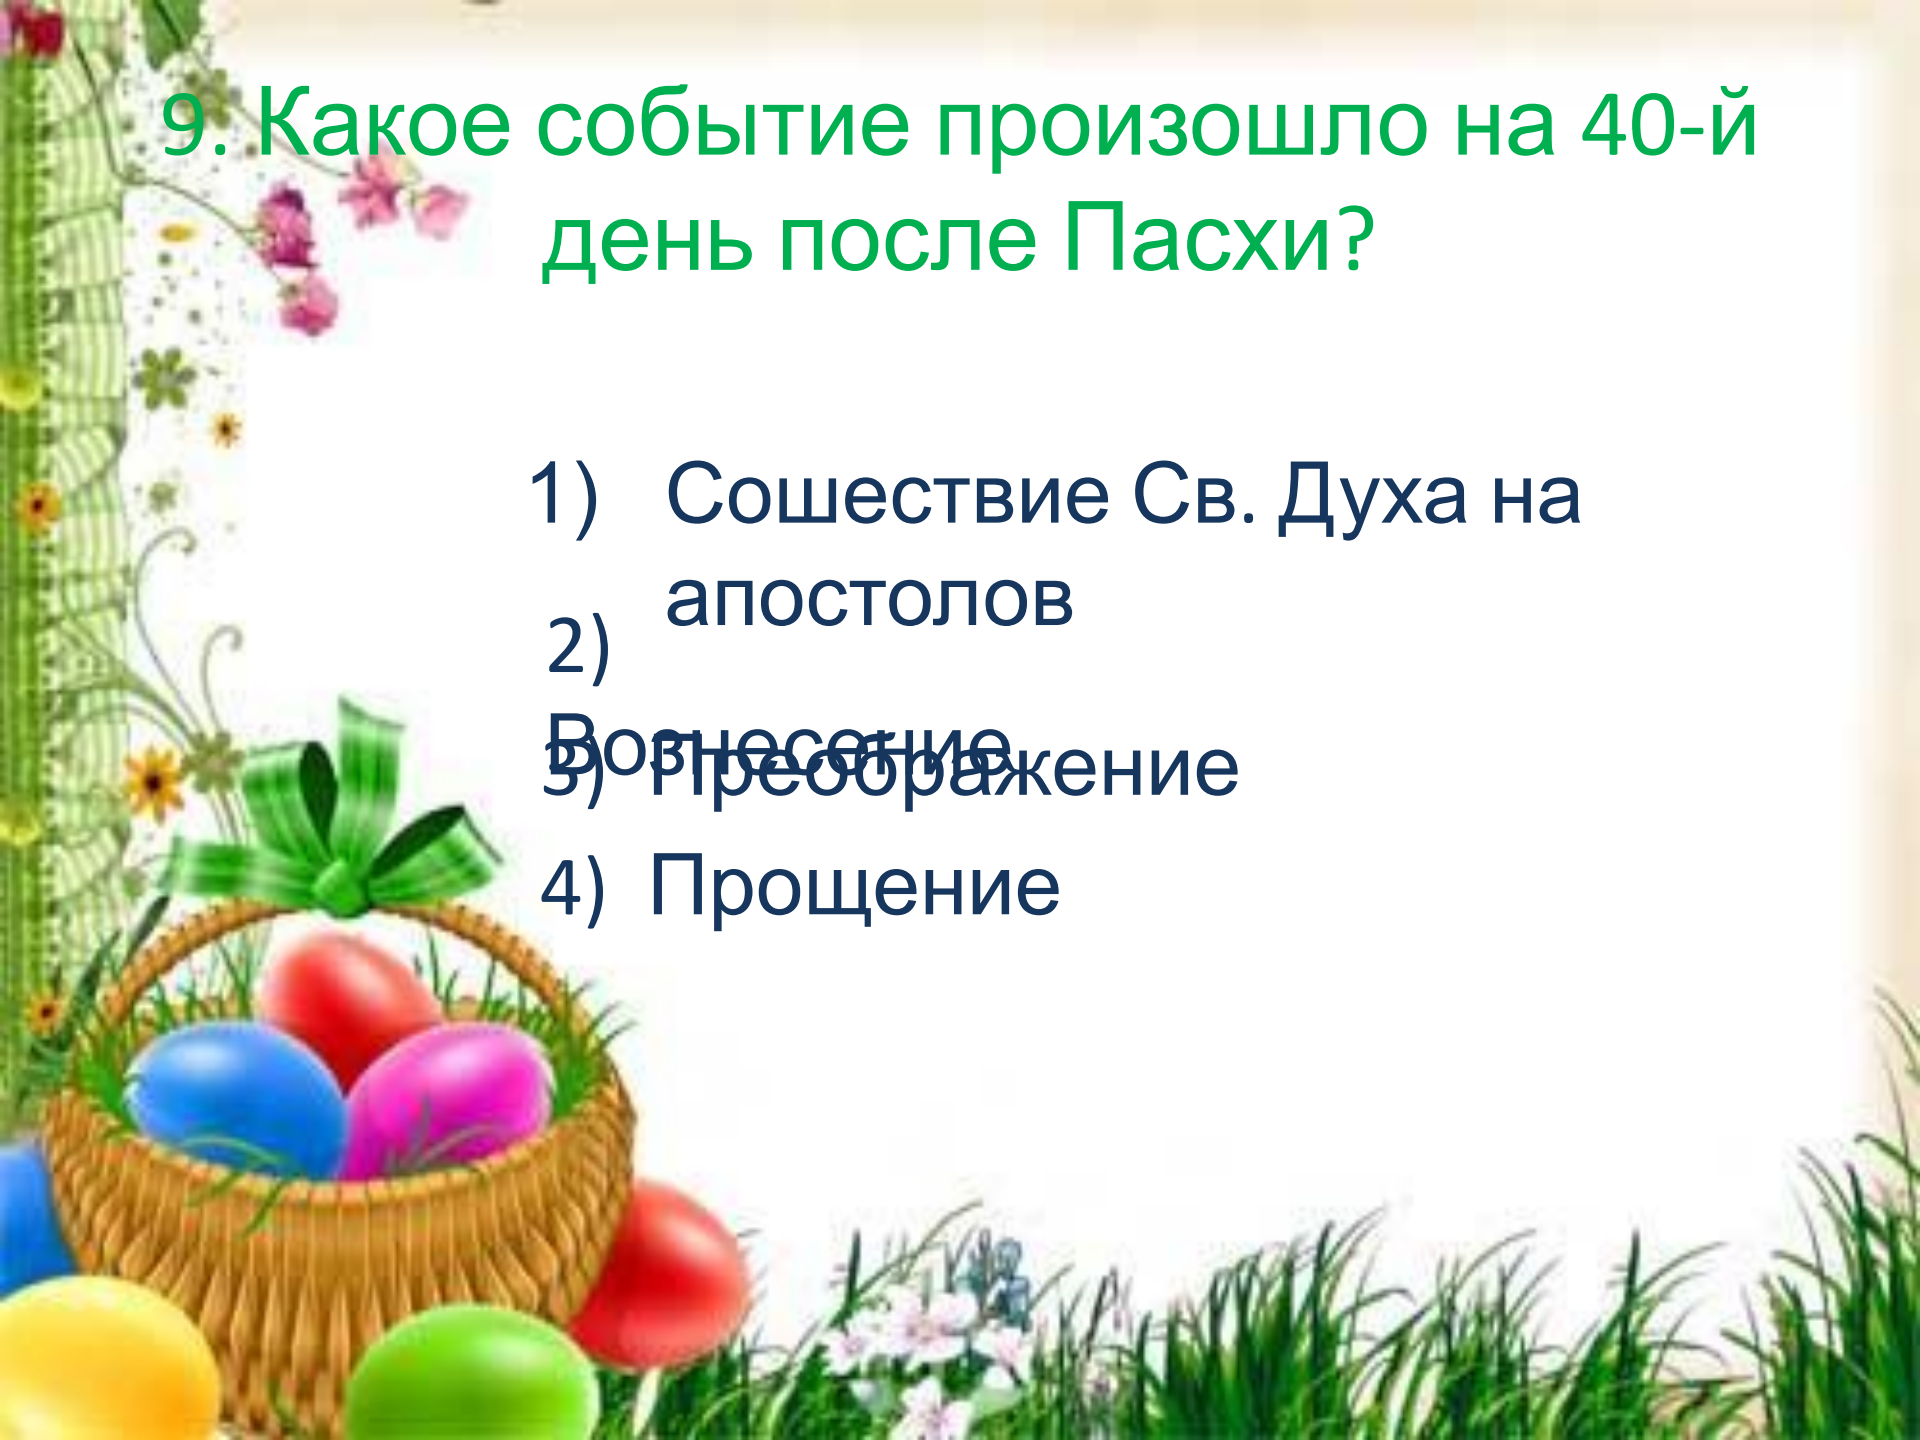 9. Какое событие произошло на 40-й
день после Пасхи?
1) Сошествие Св. Духа на
апостолов
2)
Вознесение
3) Преображение
4) Прощение